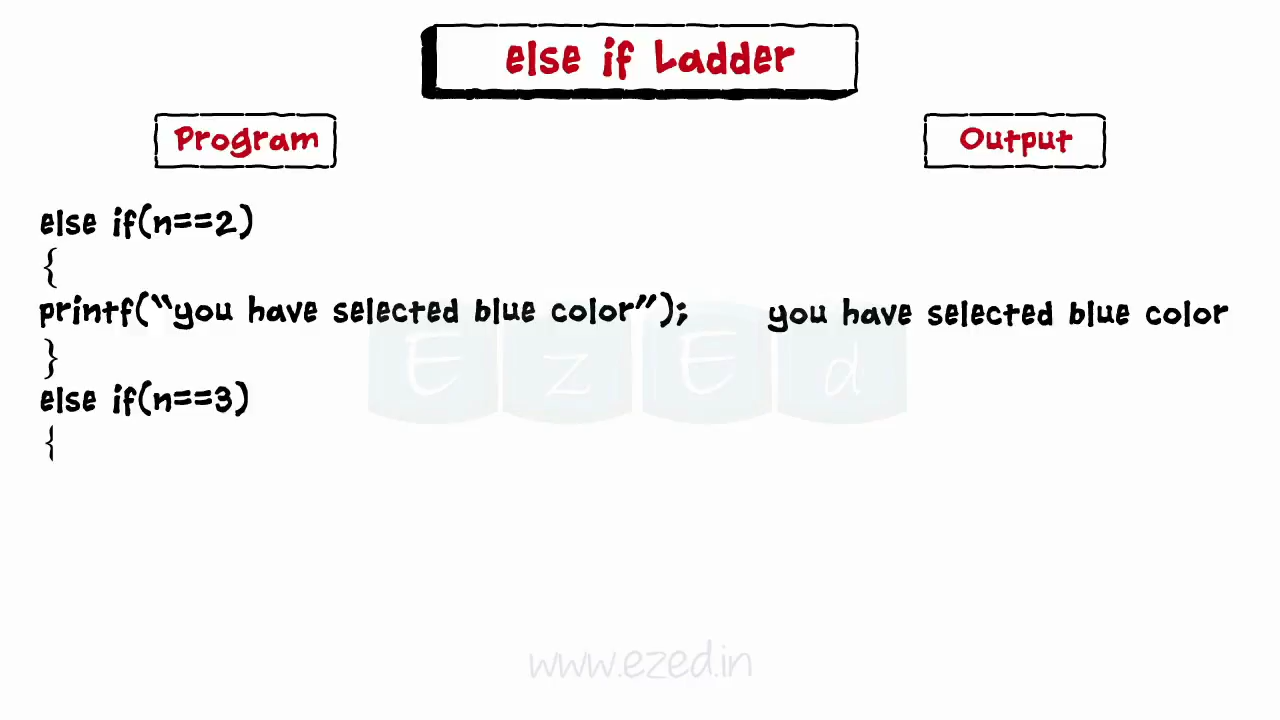 else if Ladder
Program
Output
else if(n==2)
{
printf("you have selected blue color"); you have selected blue color
}
else if(n==3)
{
E z E d
www.ezed.in